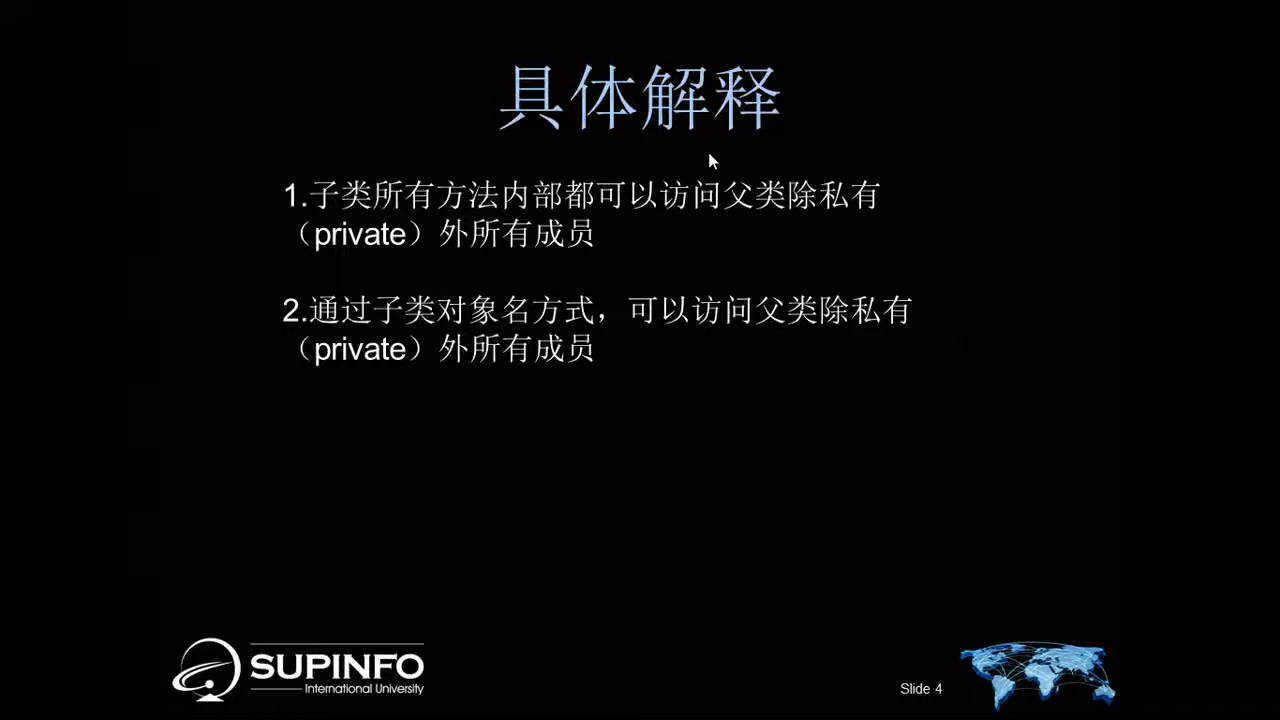 具体解释
1.子类所有方法内部都可以访问父类除私有
（private）外所有成员
2.通过子类对象名方式，可以访问父类除私有
（private）外所有成员
SUPINFO
International University
Slide 4